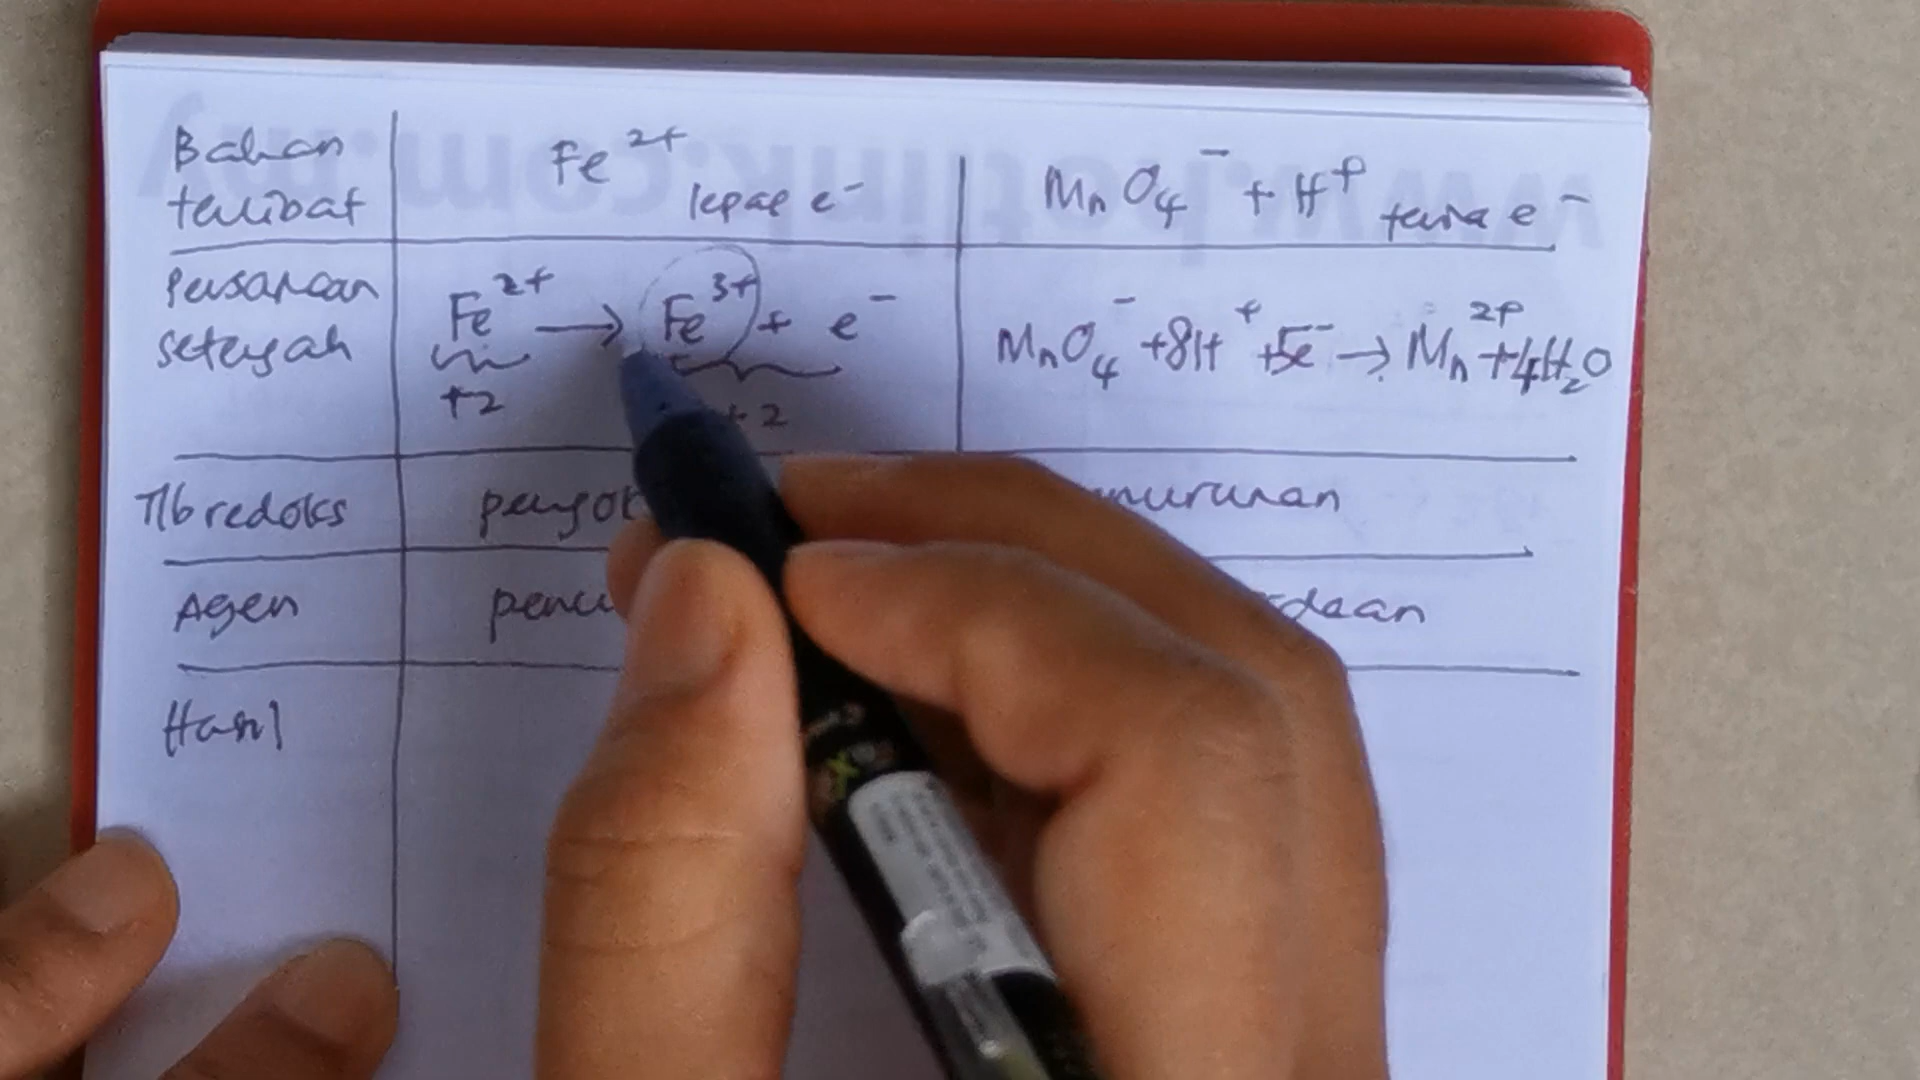 Bahan
terlibat
Fe²⁺
lepas e⁻
MnO₄⁻ + H⁺
terima e⁻
Persamaan
setengah
Fe²⁺ → Fe³⁺ + e⁻
+2
+2
MnO₄⁻ + 8H⁺ + 5e⁻ → Mn²⁺ + 4H₂O
T/b redoks
Agen
Hasil